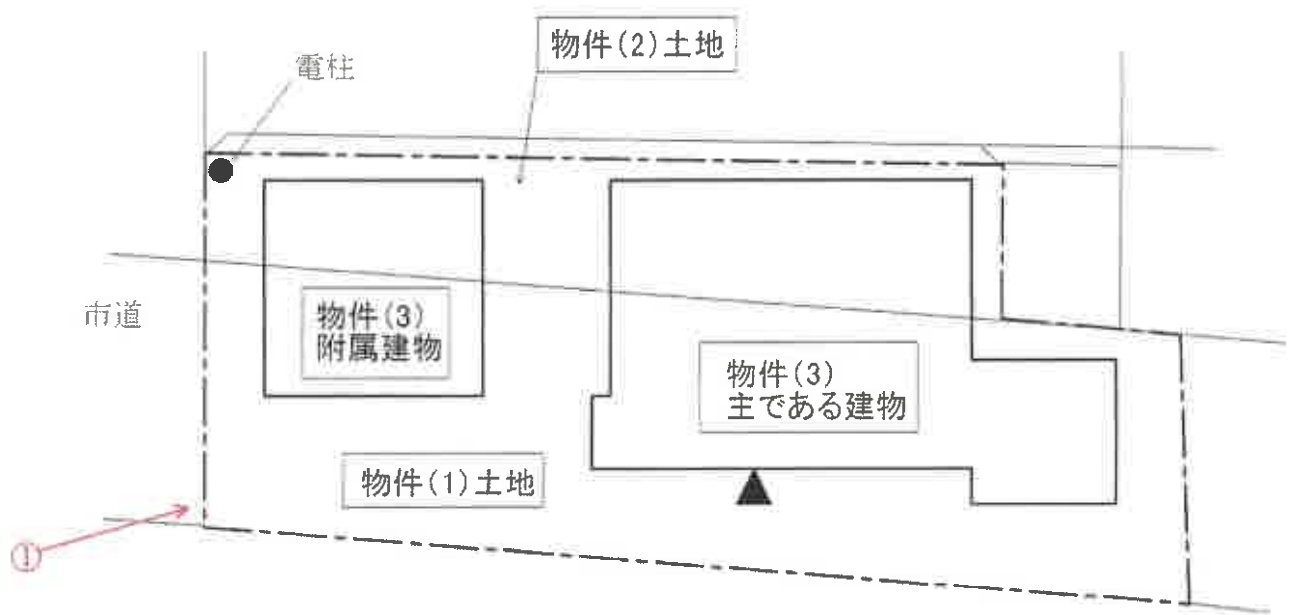 物件(2)土地
電柱
市道
物件(3)
附属建物
物件(3)
主である建物
物件(1)土地
①